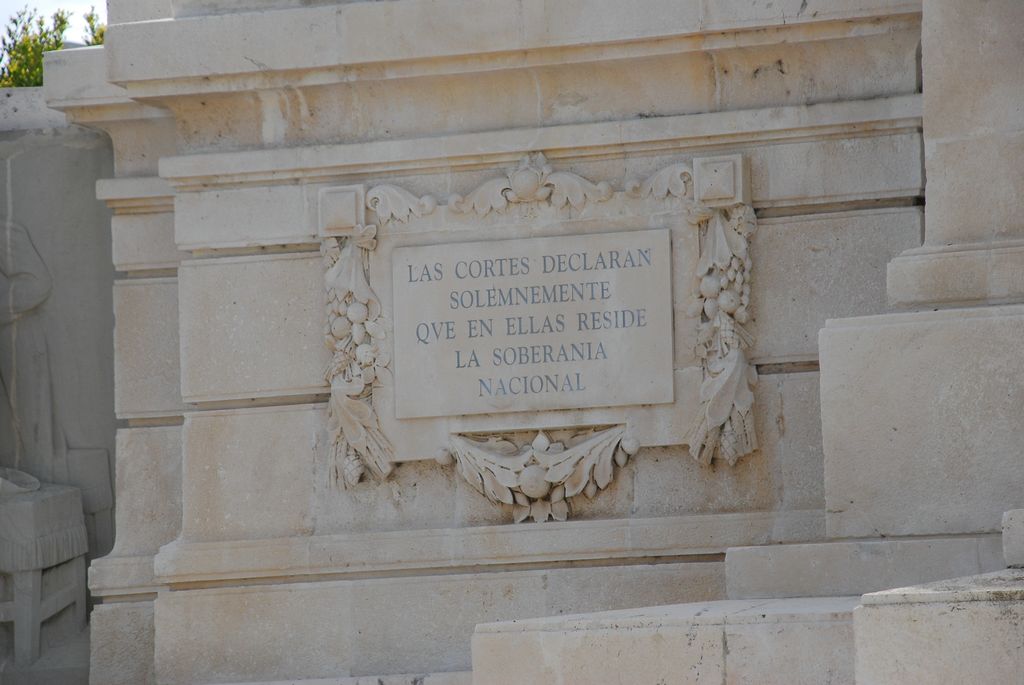 LAS CORTES DECLARAN
SOLEMNEMENTE
QVE EN ELLAS RESIDE
LA SOBERANIA
NACIONAL